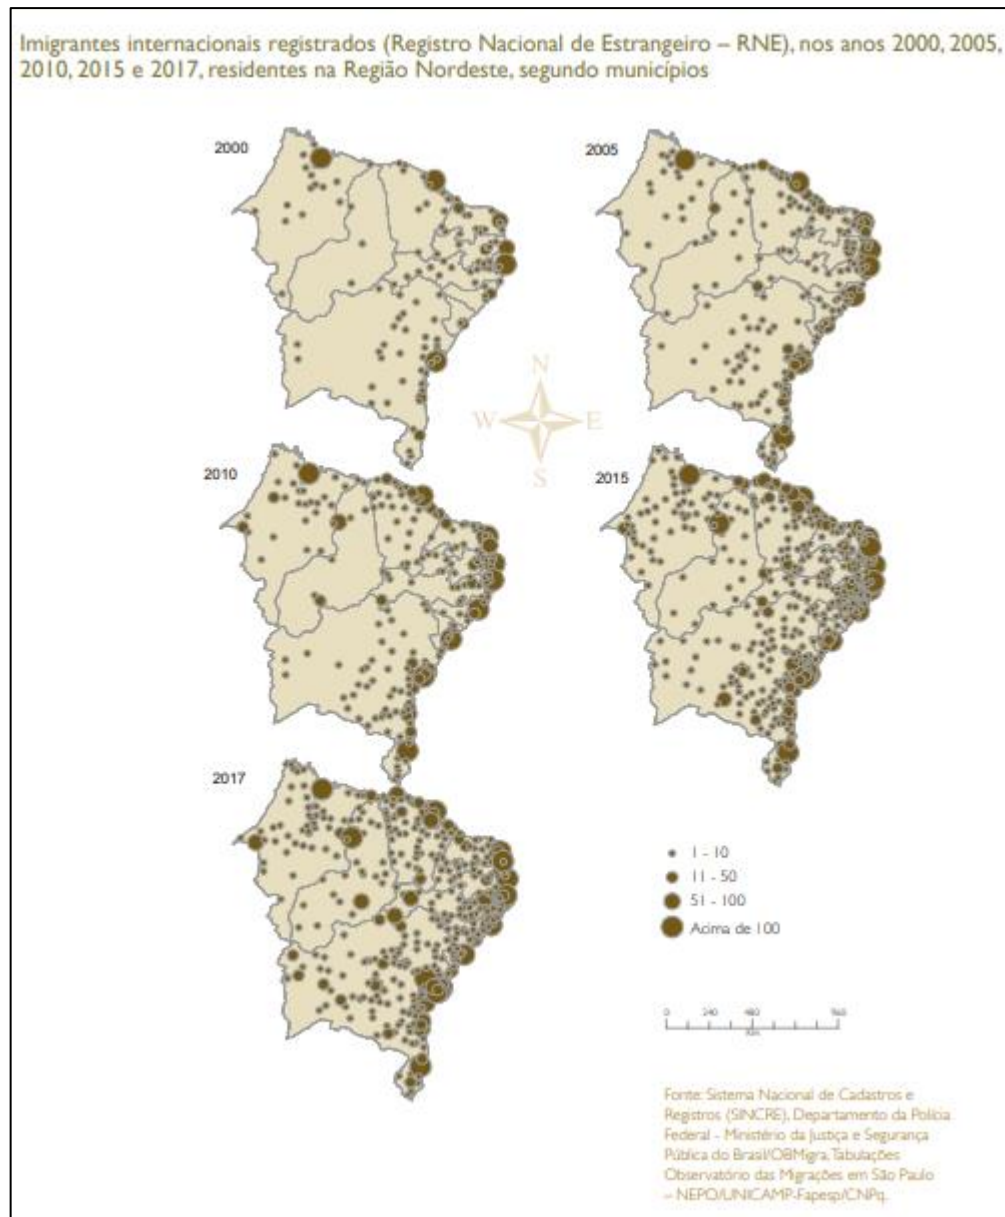 Imigrantes internacionais registrados (Registro Nacional de Estrangeiro – RNE), nos anos 2000, 2005,
2010, 2015 e 2017, residentes na Região Nordeste, segundo municípios
2000
2005
N
W E
S
2010
2015
2017
1 - 10
11 - 50
51 - 100
Acima de 100
0 240 480 960
Fonte: Sistema Nacional de Cadastros e
Registros (SINCRE), Departamento da Polícia
Federal - Ministério da Justiça e Segurança
Pública do Brasil/OBMigra, Tabulações
Observatório das Migrações em São Paulo
– NEPO/UNICAMP-Fapesp/CNPq.